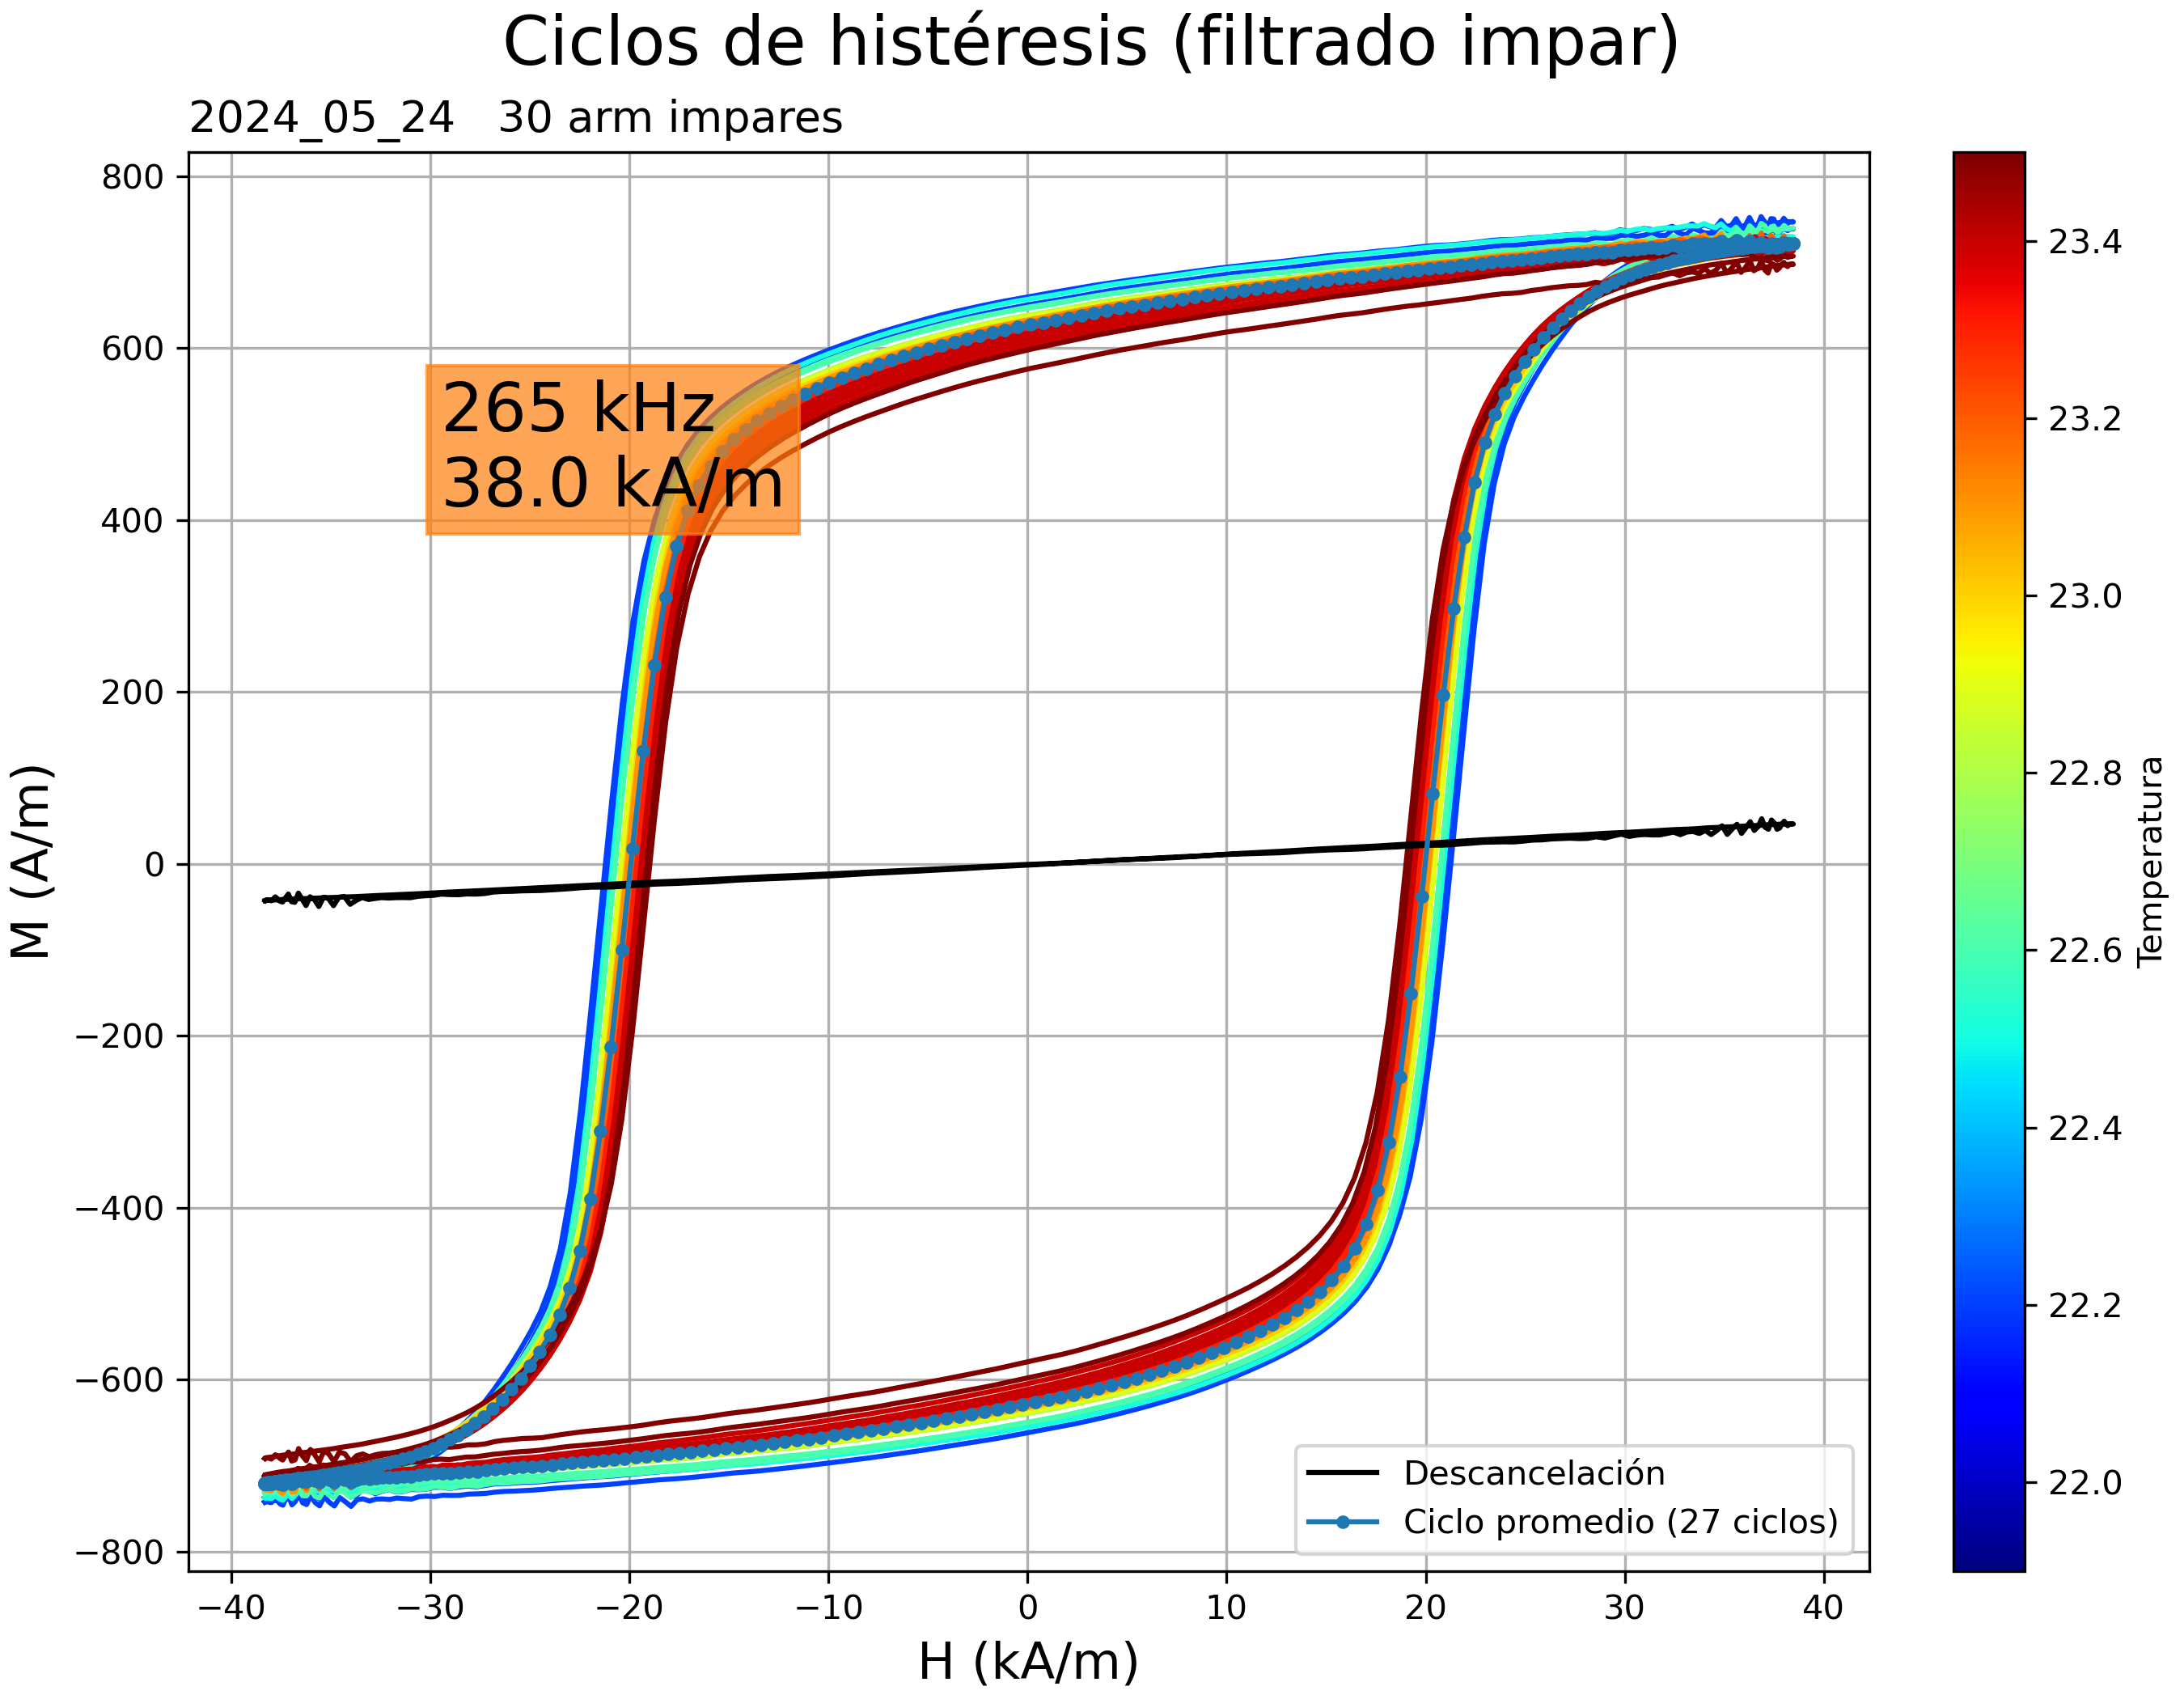 Ciclos de histéresis (filtrado impar)
2024_05_24   30 arm impares
800
600
400
200
0
−200
−400
−600
−800
M (A/m)
265 kHz
38.0 kA/m
Descancelación
Ciclo promedio (27 ciclos)
−40
−30
−20
−10
0
10
20
30
40
H (kA/m)
23.4
23.2
23.0
22.8
22.6
22.4
22.2
22.0
Temperatura